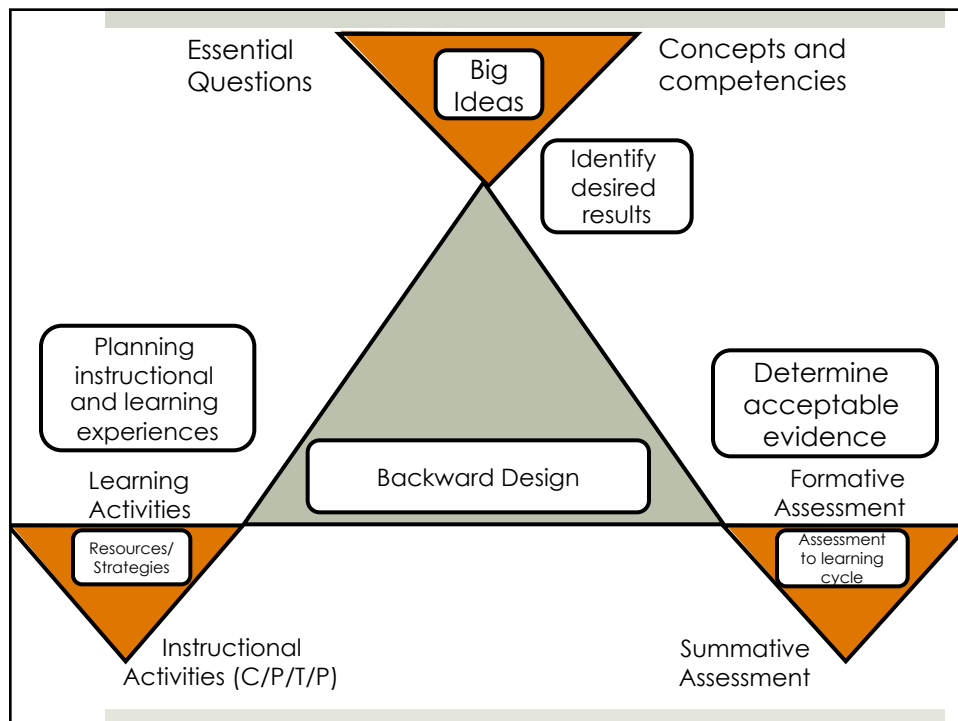 Essential
Questions
Big
Ideas
Concepts and
competencies
Identify
desired
results
Planning
instructional
and learning
experiences
Determine
acceptable
evidence
Backward Design
Learning
Activities
Formative
Assessment
Resources/
Strategies
Assessment
to learning
cycle
Instructional
Activities (C/P/T/P)
Summative
Assessment